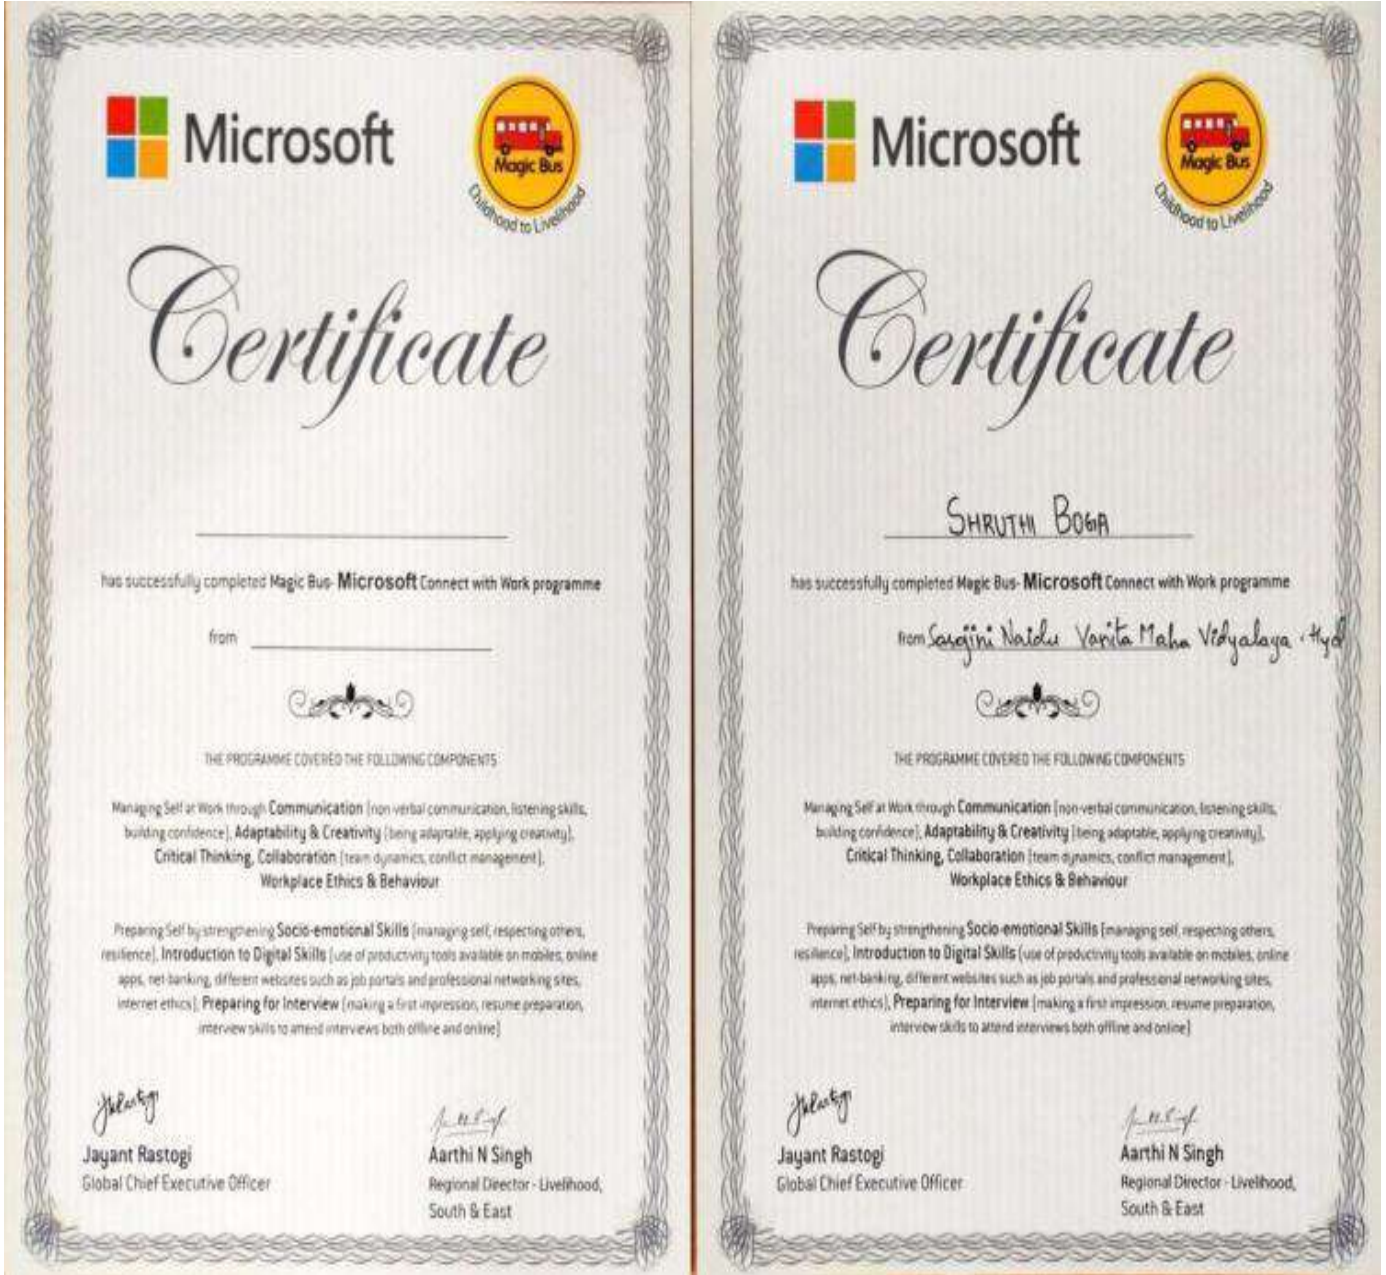 Microsoft
Magic Bus
Childhood to Livelihood
Certificate
has successfully completed Magic Bus- Microsoft Connect with Work programme
from
THE PROGRAMME COVERED THE FOLLOWING COMPONENTS
Managing Self at Work through Communication [non-verbal communication, listening skills,
building confidence], Adaptability & Creativity [being adaptable, applying creativity],
Critical Thinking, Collaboration [team dynamics, conflict management],
Workplace Ethics & Behaviour
Preparing Self by strengthening Socio-emotional Skills [managing self, respecting others,
resilience], Introduction to Digital Skills [use of productivity tools available on mobiles, online
apps, net-banking, different websites such as job portals and professional networking sites,
internet ethics], Preparing for Interview [making a first impression, resume preparation,
interview skills to attend interviews both offline and online]
Jayant Rastogi
Global Chief Executive Officer
Aarthi N Singh
Regional Director - Livelihood,
South & East
Microsoft
Magic Bus
Childhood to Livelihood
Certificate
SHRUTHI BOGA
has successfully completed Magic Bus- Microsoft Connect with Work programme
from Sarojini Naidu Vanita Maha Vidyalaya . Hyd
THE PROGRAMME COVERED THE FOLLOWING COMPONENTS
Managing Self at Work through Communication [non-verbal communication, listening skills,
building confidence], Adaptability & Creativity [being adaptable, applying creativity],
Critical Thinking, Collaboration [team dynamics, conflict management],
Workplace Ethics & Behaviour
Preparing Self by strengthening Socio-emotional Skills [managing self, respecting others,
resilience], Introduction to Digital Skills [use of productivity tools available on mobiles, online
apps, net-banking, different websites such as job portals and professional networking sites,
internet ethics], Preparing for Interview [making a first impression, resume preparation,
interview skills to attend interviews both offline and online]
Jayant Rastogi
Global Chief Executive Officer
Aarthi N Singh
Regional Director - Livelihood,
South & East